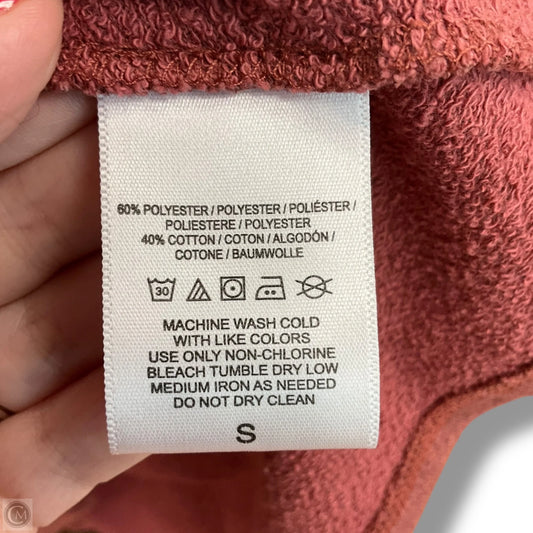 60% POLYESTER / POLYESTER / POLIÉSTER /
POLIESTERE / POLYESTER
40% COTTON / COTON / ALGODÓN /
COTONE / BAUMWOLLE
30
MACHINE WASH COLD
WITH LIKE COLORS
USE ONLY NON-CHLORINE
BLEACH TUMBLE DRY LOW
MEDIUM IRON AS NEEDED
DO NOT DRY CLEAN
S
CM